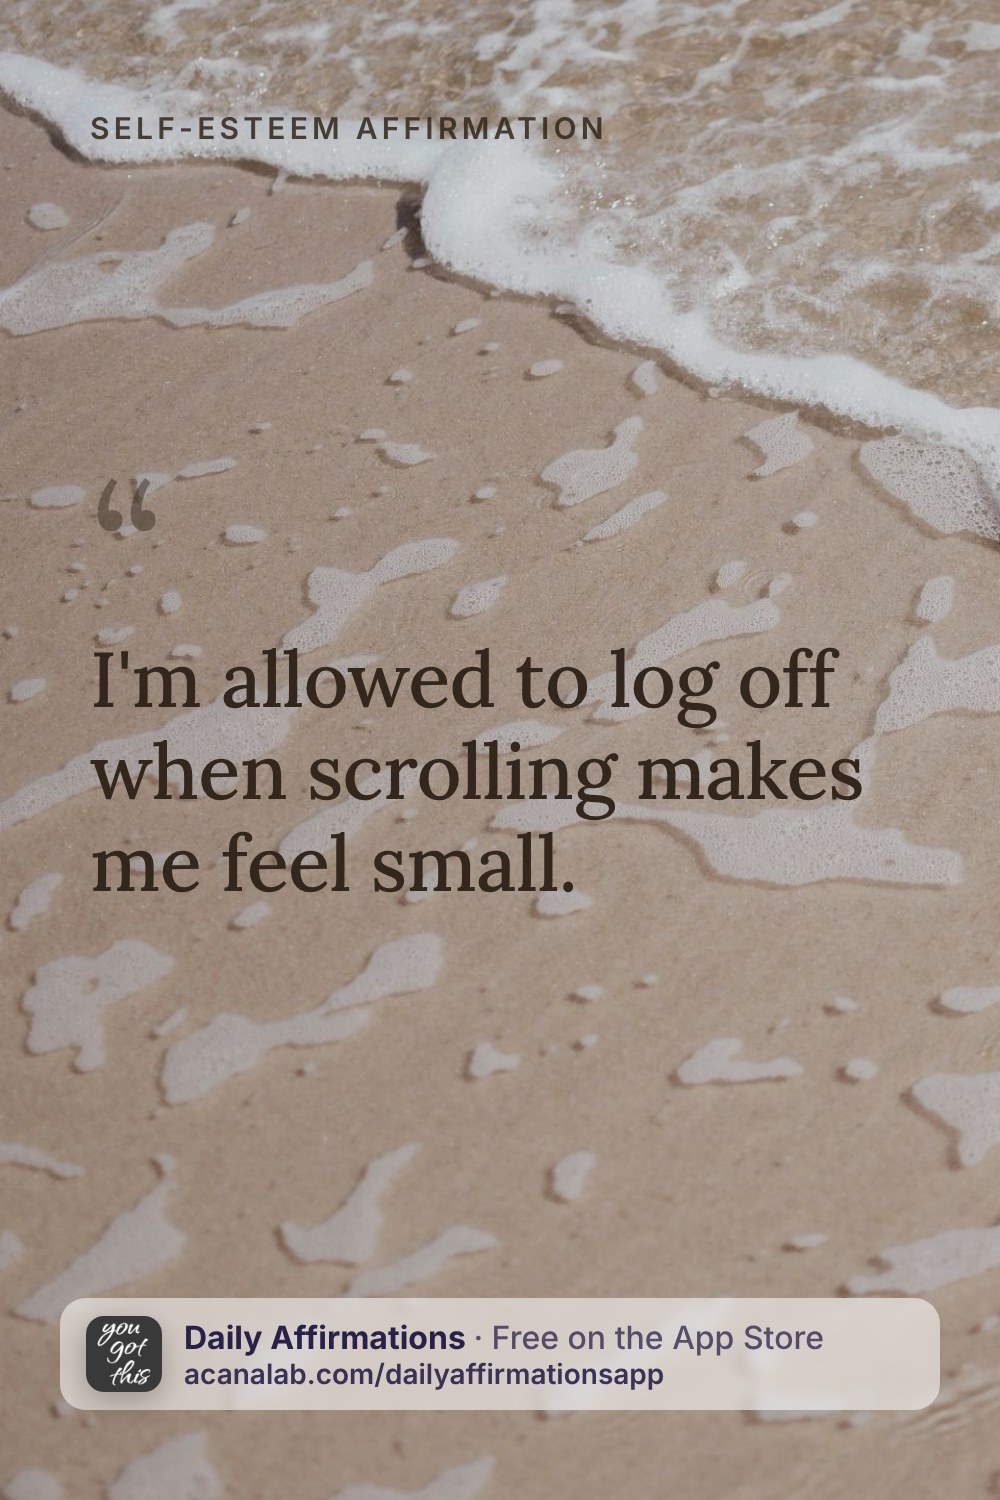 SELF-ESTEEM AFFIRMATION
“
I'm allowed to log off
when scrolling makes
me feel small.
you
got
this
Daily Affirmations · Free on the App Store
acanalab.com/dailyaffirmationsapp